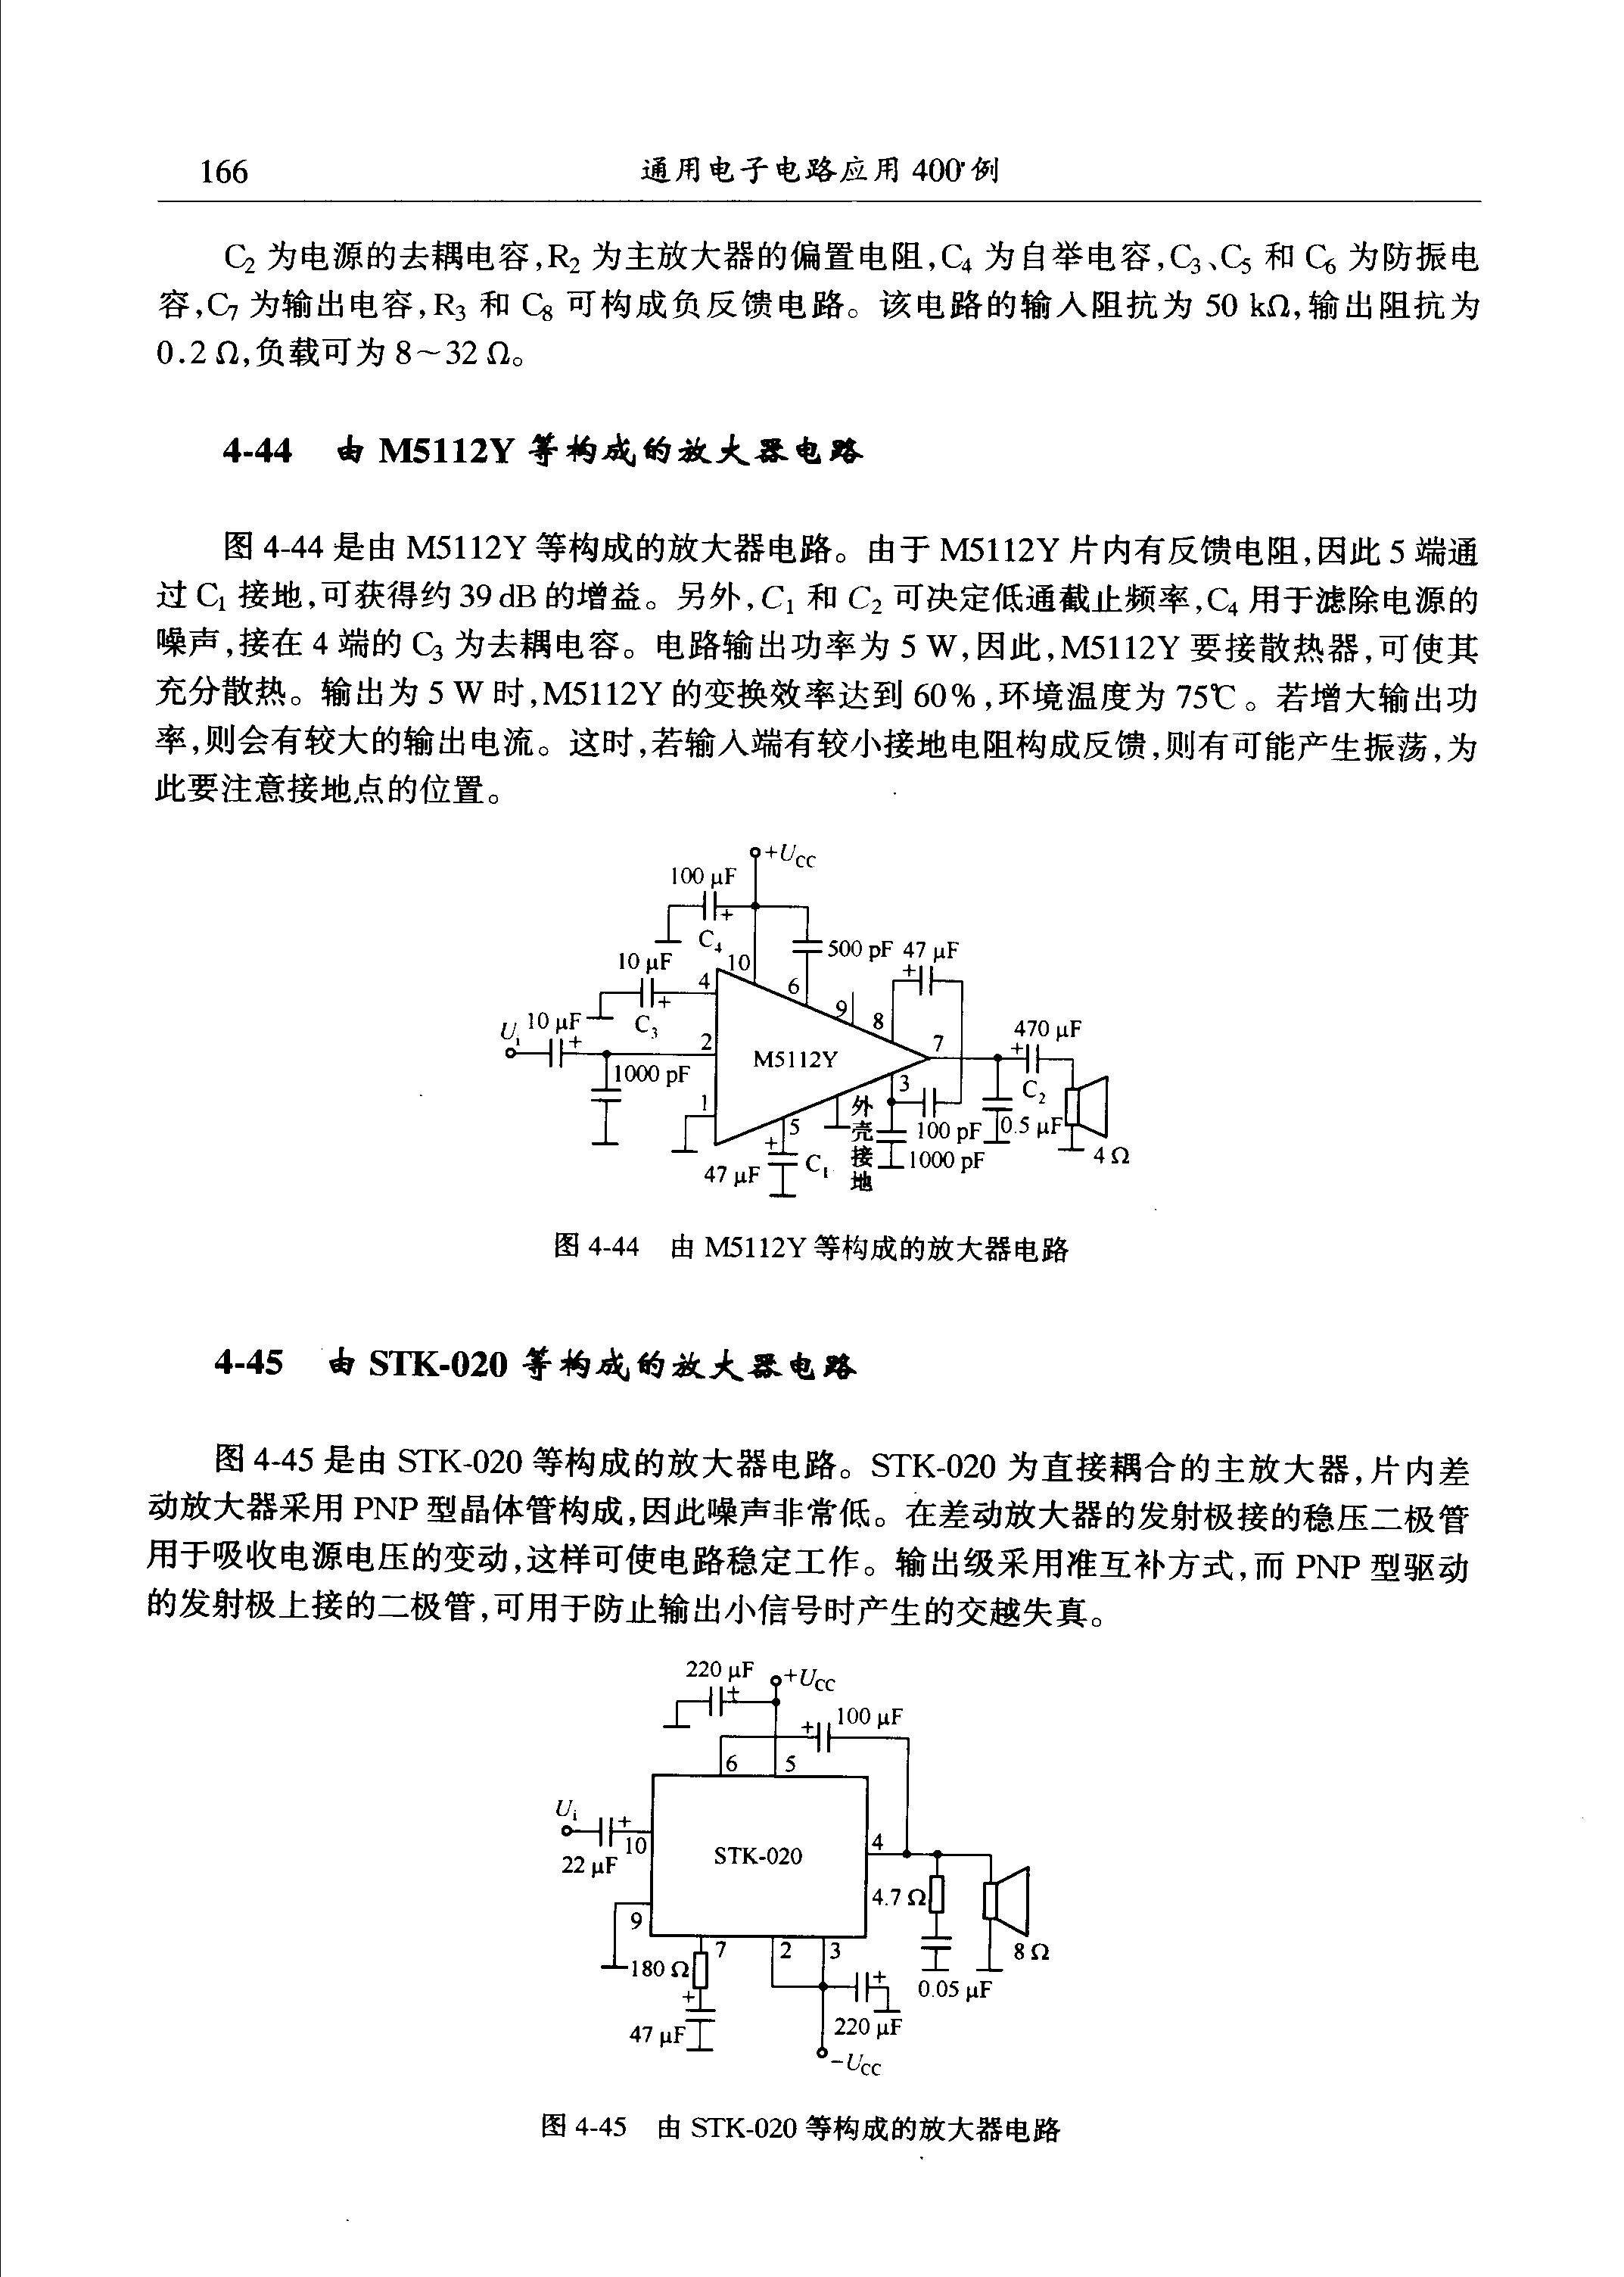 166 通用电子电路应用 400 例
C₂ 为电源的去耦电容,R₂ 为主放大器的偏置电阻,C₄ 为自举电容,C₃、C₅ 和 C₆ 为防振电
容,C₇ 为输出电容,R₃ 和 C₈ 可构成负反馈电路。该电路的输入阻抗为 50 kΩ,输出阻抗为
0.2 Ω,负载可为 8~32 Ω。
4-44 由 M5112Y 等构成的放大器电路
图 4-44 是由 M5112Y 等构成的放大器电路。由于 M5112Y 片内有反馈电阻,因此 5 端通
过 C₁ 接地,可获得约 39 dB 的增益。另外,C₁ 和 C₂ 可决定低通截止频率,C₄ 用于滤除电源的
噪声,接在 4 端的 C₃ 为去耦电容。电路输出功率为 5 W,因此,M5112Y 要接散热器,可使其
充分散热。输出为 5 W 时,M5112Y 的变换效率达到 60%,环境温度为 75℃。若增大输出功
率,则会有较大的输出电流。这时,若输入端有较小接地电阻构成反馈,则有可能产生振荡,为
此要注意接地点的位置。
+Ucc
100 μF
+
C₄
500 pF 47 μF
10 μF
10
+
4
6
+
9
Ui 10 μF
C₃
8
470 μF
+
2
7
+
M5112Y
1000 pF
3
C₂
1
外壳接地
5
100 pF
0.5 μF
+
4 Ω
47 μF
C₁
1000 pF
图 4-44 由 M5112Y 等构成的放大器电路
4-45 由 STK-020 等构成的放大器电路
图 4-45 是由 STK-020 等构成的放大器电路。STK-020 为直接耦合的主放大器,片内差
动放大器采用 PNP 型晶体管构成,因此噪声非常低。在差动放大器的发射极接的稳压二极管
用于吸收电源电压的变动,这样可使电路稳定工作。输出级采用准互补方式,而 PNP 型驱动
的发射极上接的二极管,可用于防止输出小信号时产生的交越失真。
220 μF
+Ucc
+
100 μF
+
6
5
Ui
+
10
4
STK-020
22 μF
4.7 Ω
9
7
2
3
8 Ω
180 Ω
+
0.05 μF
+
220 μF
47 μF
-Ucc
图 4-45 由 STK-020 等构成的放大器电路